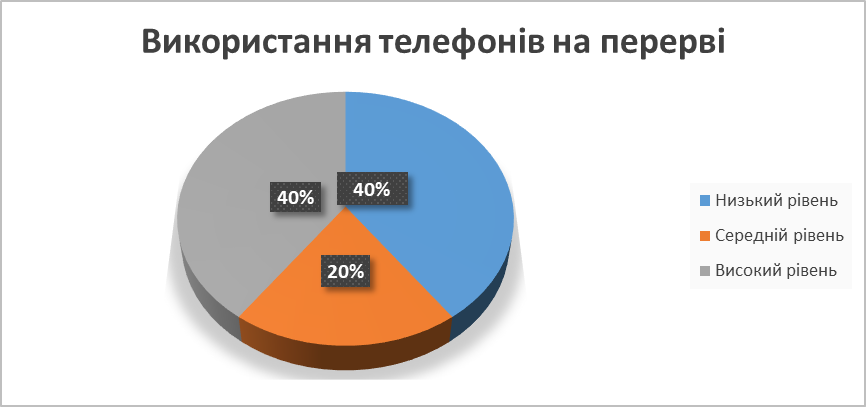 Використання телефонів на перерві
40%
40%
20%
Низький рівень
Середній рівень
Високий рівень